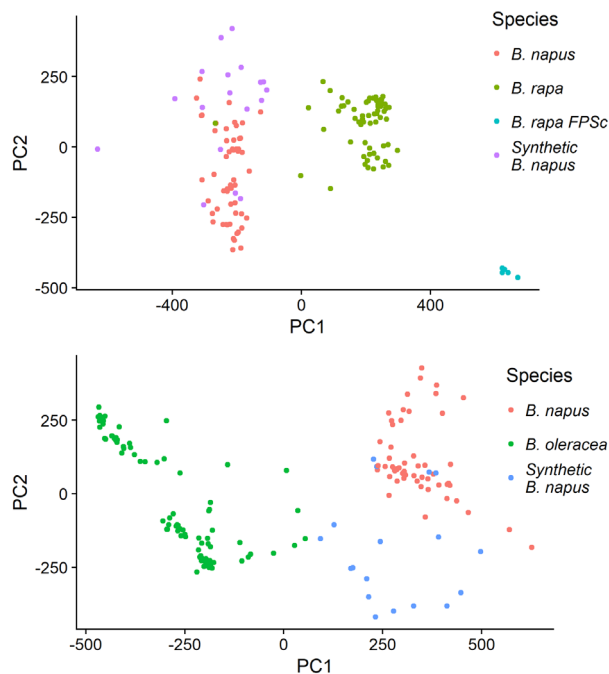 Species
B. napus
B. rapa
B. rapa FPSc
Synthetic
B. napus
250
0
-250
-500
PC2
-400
0
400
PC1
Species
B. napus
B. oleracea
Synthetic
B. napus
250
0
-250
PC2
-500
-250
0
250
500
PC1